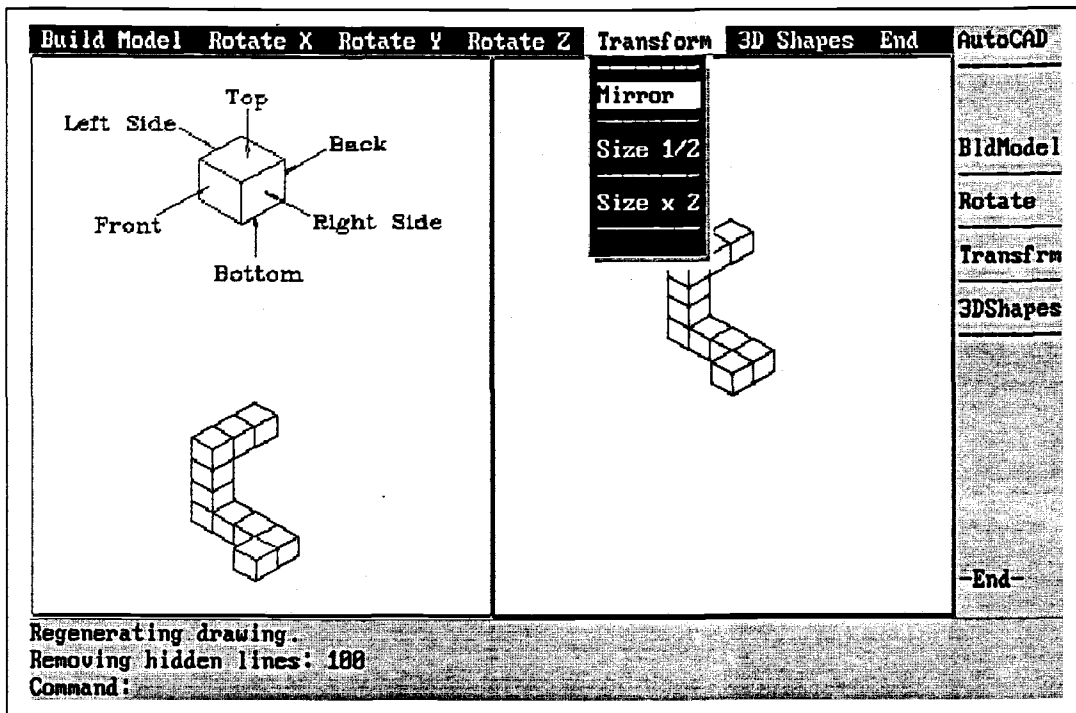 Build Model Rotate X Rotate Y Rotate Z Transform 3D Shapes End AutoCAD
Mirror
Size 1/2
Size x 2
Top
Left Side
Back
Front
Right Side
Bottom
BldModel
Rotate
Transfrm
3DShapes
-End-
Regenerating drawing.
Removing hidden lines: 100
Command: